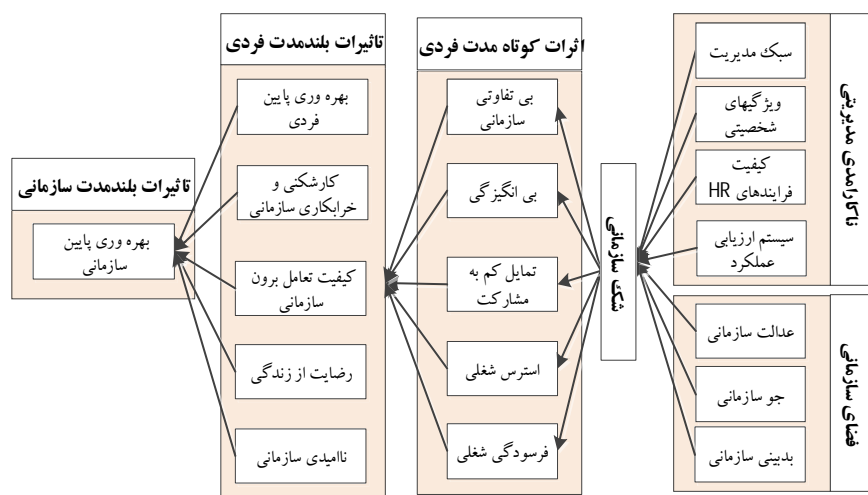 ناکارامدی مدیریتی
سبک مدیریت
ویژگیهای
شخصیتی
کیفیت
فرایندهای HR
سیستم ارزیابی
عملکرد
فضای سازمانی
عدالت سازمانی
جو سازمانی
بدبینی سازمانی
شک سازمانی
اثرات کوتاه مدت فردی
بی تفاوتی
سازمانی
بی انگیزگی
تمایل کم به
مشارکت
استرس شغلی
فرسودگی شغلی
تاثیرات بلندمدت فردی
بهره وری پایین
فردی
کارشکنی و
خرابکاری سازمانی
کیفیت تعامل برون
سازمانی
رضایت از زندگی
ناامیدی سازمانی
تاثیرات بلندمدت سازمانی
بهره وری پایین
سازمانی